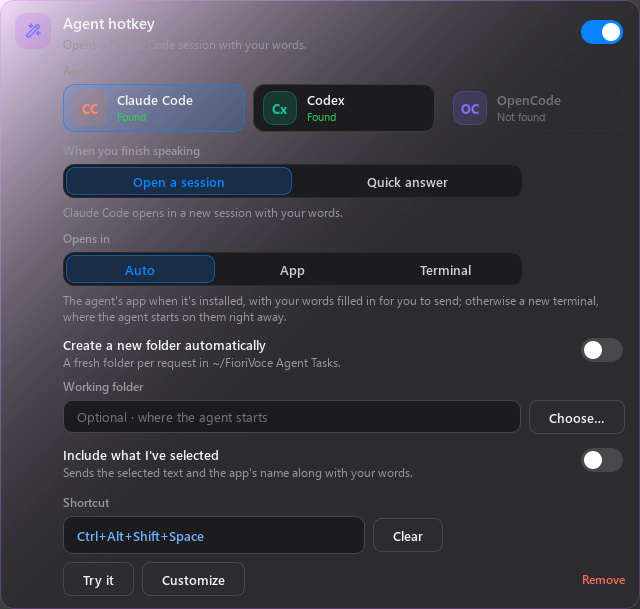 Agent hotkey
Opens a Claude Code session with your words.
Agent
CC
Claude Code
Found
Cx
Codex
Found
OC
OpenCode
Not found
When you finish speaking
Open a session
Quick answer
Claude Code opens in a new session with your words.
Opens in
Auto
App
Terminal
The agent's app when it's installed, with your words filled in for you to send; otherwise a new terminal,
where the agent starts on them right away.
Create a new folder automatically
A fresh folder per request in ~/FioriVoce Agent Tasks.
Working folder
Optional · where the agent starts
Choose...
Include what I've selected
Sends the selected text and the app's name along with your words.
Shortcut
Ctrl+Alt+Shift+Space
Clear
Try it
Customize
Remove